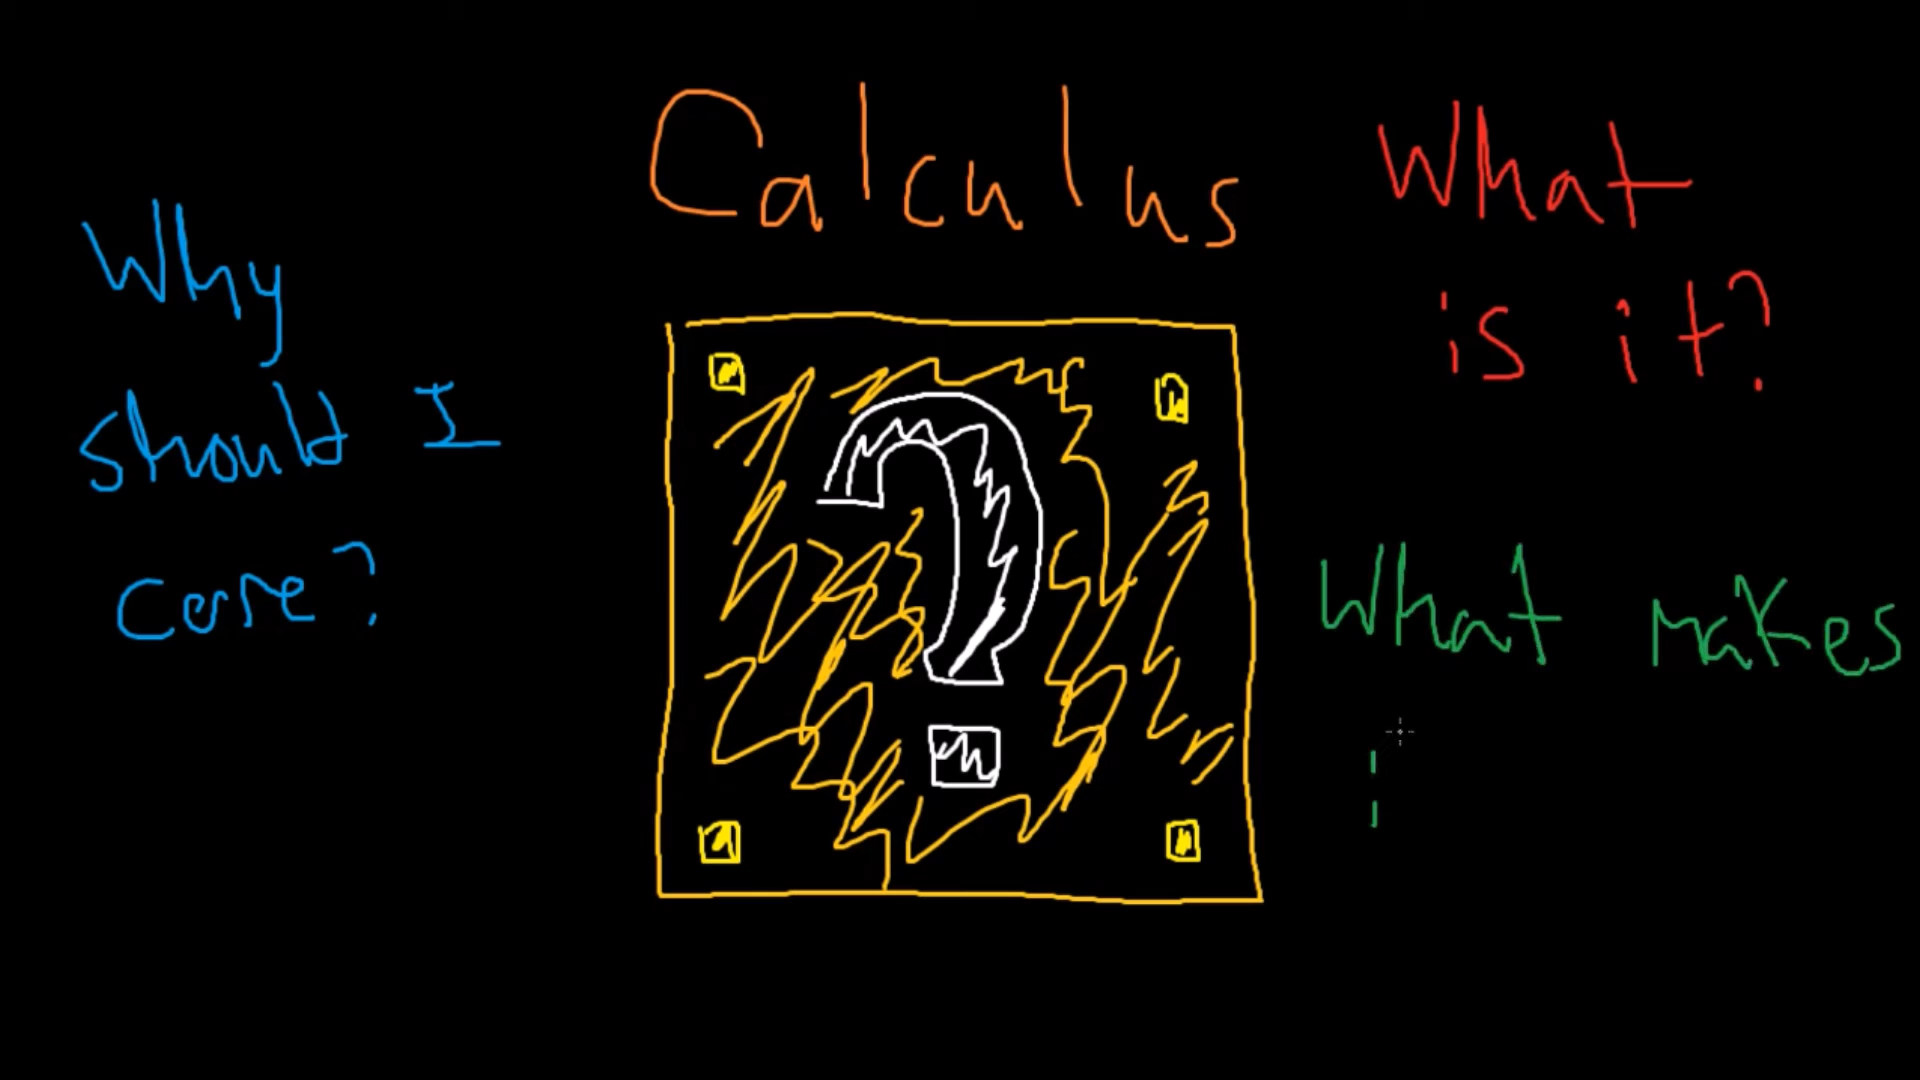 Calculus
Why
should I
care?
What
is it?
What makes
i